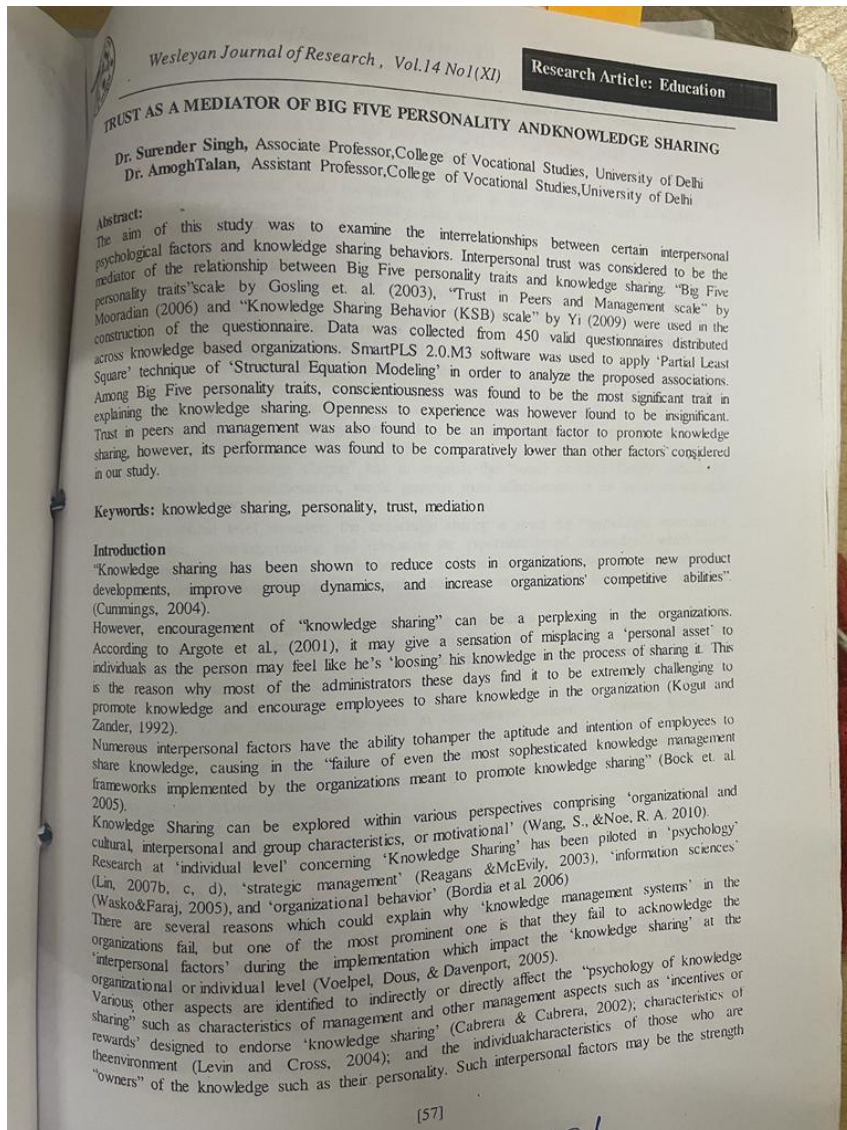 Wesleyan Journal of Research, Vol.14 No1(XI)
Research Article: Education
TRUST AS A MEDIATOR OF BIG FIVE PERSONALITY ANDKNOWLEDGE SHARING
Dr. Surender Singh, Associate Professor,College of Vocational Studies, University of Delhi
Dr. AmoghTalan, Assistant Professor,College of Vocational Studies,University of Delhi
Abstract:
The aim of this study was to examine the interrelationships between certain interpersonal
psychological factors and knowledge sharing behaviors. Interpersonal trust was considered to be the
mediator of the relationship between Big Five personality traits and knowledge sharing. "Big Five
personality traits"scale by Gosling et. al. (2003), "Trust in Peers and Management scale" by
Mooradian (2006) and "Knowledge Sharing Behavior (KSB) scale" by Yi (2009) were used in the
construction of the questionnaire. Data was collected from 450 valid questionnaires distributed
across knowledge based organizations. SmartPLS 2.0.M3 software was used to apply 'Partial Least
Square' technique of 'Structural Equation Modeling' in order to analyze the proposed associations.
Among Big Five personality traits, conscientiousness was found to be the most significant trait in
explaining the knowledge sharing. Openness to experience was however found to be insignificant.
Trust in peers and management was also found to be an important factor to promote knowledge
sharing, however, its performance was found to be comparatively lower than other factors considered
in our study.
Keywords: knowledge sharing, personality, trust, mediation
Introduction
"Knowledge sharing has been shown to reduce costs in organizations, promote new product
developments, improve group dynamics, and increase organizations' competitive abilities".
(Cummings, 2004).
However, encouragement of "knowledge sharing" can be a perplexing in the organizations.
According to Argote et al., (2001), it may give a sensation of misplacing a 'personal asset' to
individuals as the person may feel like he's 'loosing' his knowledge in the process of sharing it. This
is the reason why most of the administrators these days find it to be extremely challenging to
promote knowledge and encourage employees to share knowledge in the organization (Kogut and
Zander, 1992).
Numerous interpersonal factors have the ability tohamper the aptitude and intention of employees to
share knowledge, causing in the "failure of even the most sophesticated knowledge management
frameworks implemented by the organizations meant to promote knowledge sharing" (Bock et. al.
2005).
Knowledge Sharing can be explored within various perspectives comprising 'organizational and
cultural, interpersonal and group characteristics, or motivational' (Wang, S., &Noe, R. A. 2010).
Research at 'individual level' concerning 'Knowledge Sharing' has been piloted in 'psychology'
(Lin, 2007b, c, d), 'strategic management' (Reagans &McEvily, 2003), 'information sciences'
(Wasko&Faraj, 2005), and 'organizational behavior' (Bordia et al. 2006)
There are several reasons which could explain why 'knowledge management systems' in the
organizations fail, but one of the most prominent one is that they fail to acknowledge the
'interpersonal factors' during the implementation which impact the 'knowledge sharing' at the
organizational or individual level (Voelpel, Dous, & Davenport, 2005).
Various other aspects are identified to indirectly or directly affect the "psychology of knowledge
sharing" such as characteristics of management and other management aspects such as 'incentives or
rewards' designed to endorse 'knowledge sharing' (Cabrera & Cabrera, 2002); characteristics of
theenvironment (Levin and Cross, 2004); and the individualcharacteristics of those who are
"owners" of the knowledge such as their personality. Such interpersonal factors may be the strength
[57]